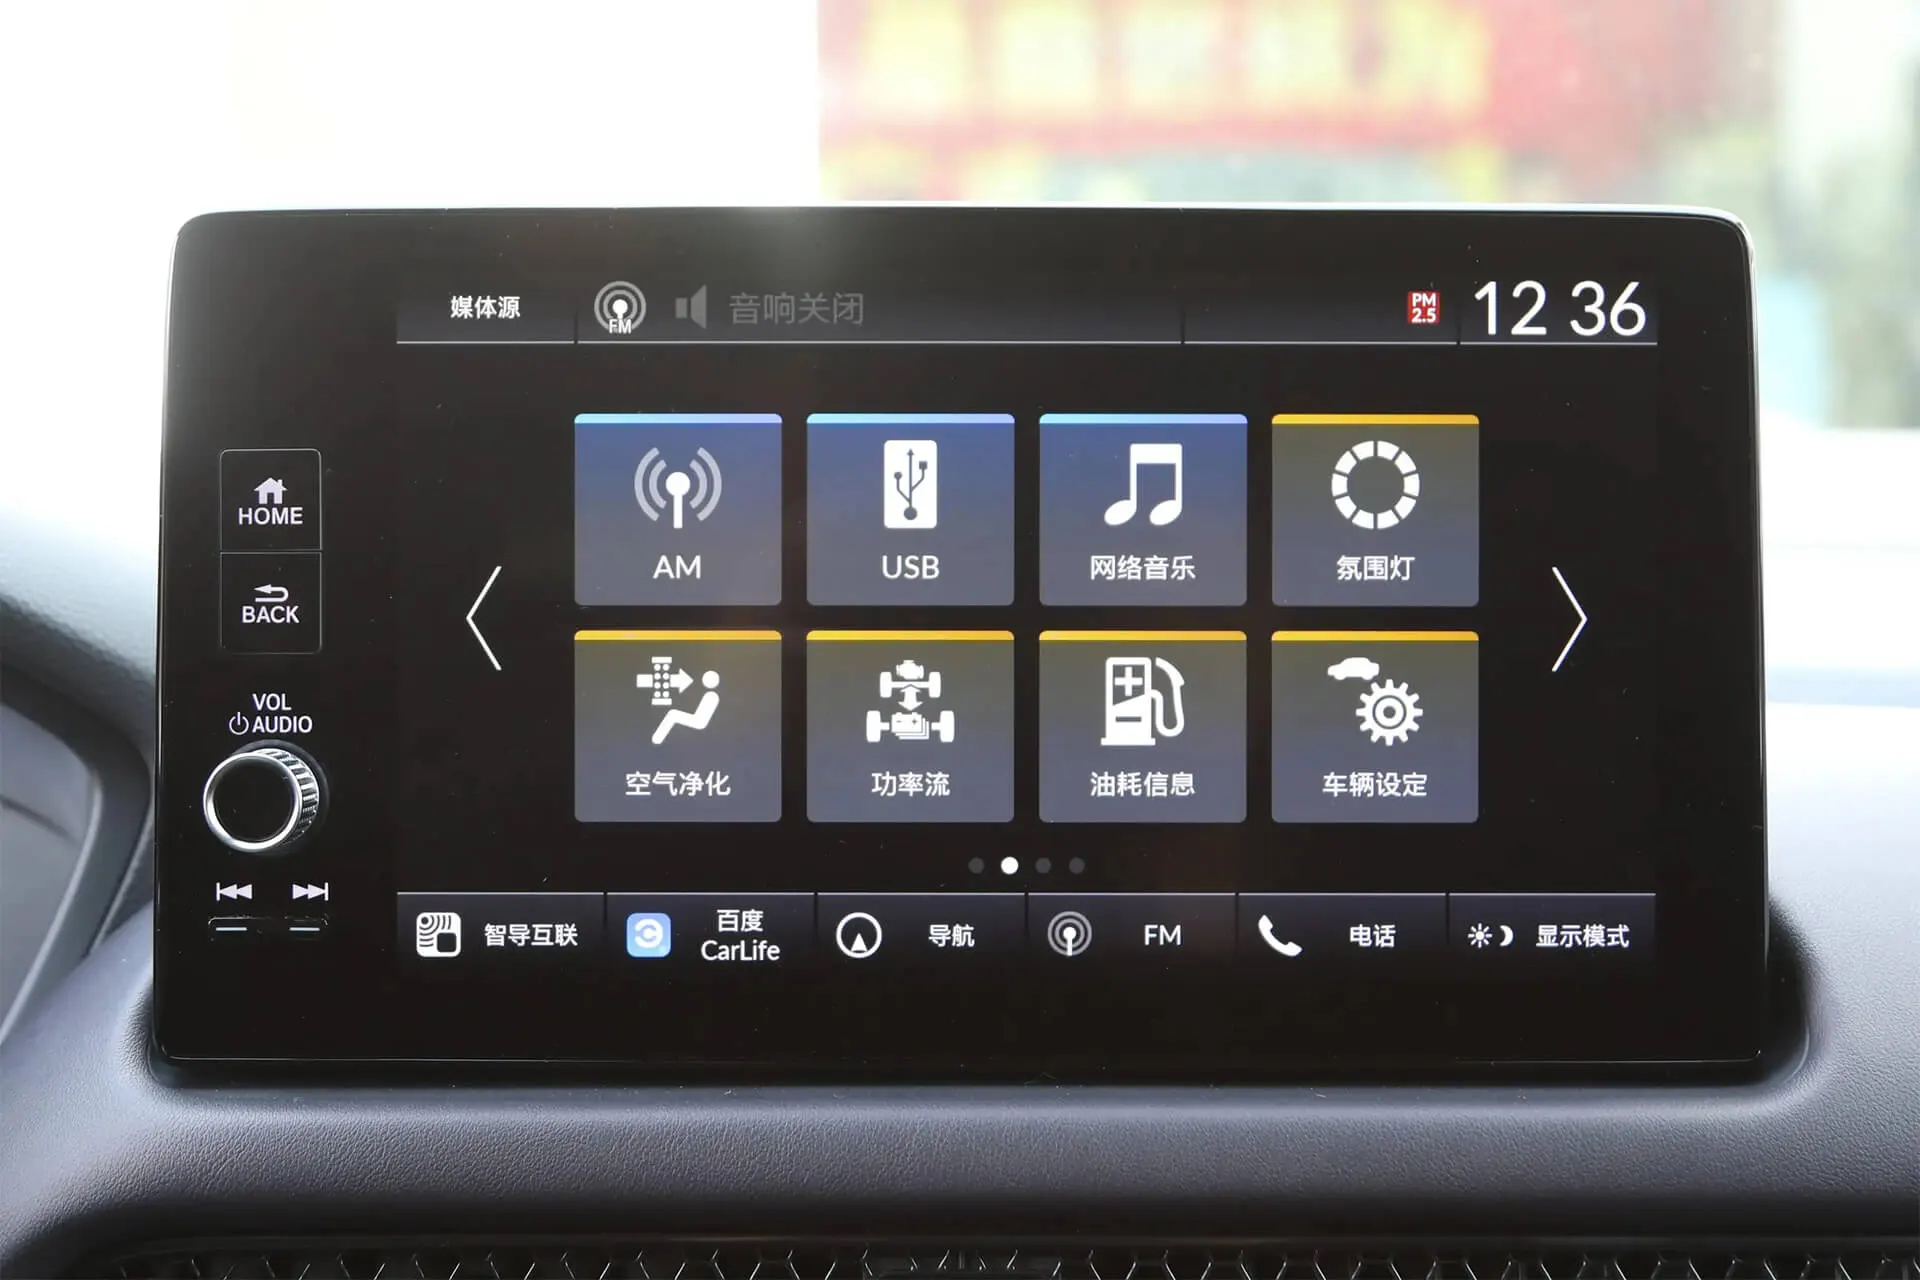 媒体源
FM
音响关闭
PM
2.5
12 36
HOME
BACK
VOL
AUDIO
AM
USB
网络音乐
氛围灯
空气净化
功率流
油耗信息
车辆设定
智导互联
百度
CarLife
导航
FM
电话
显示模式